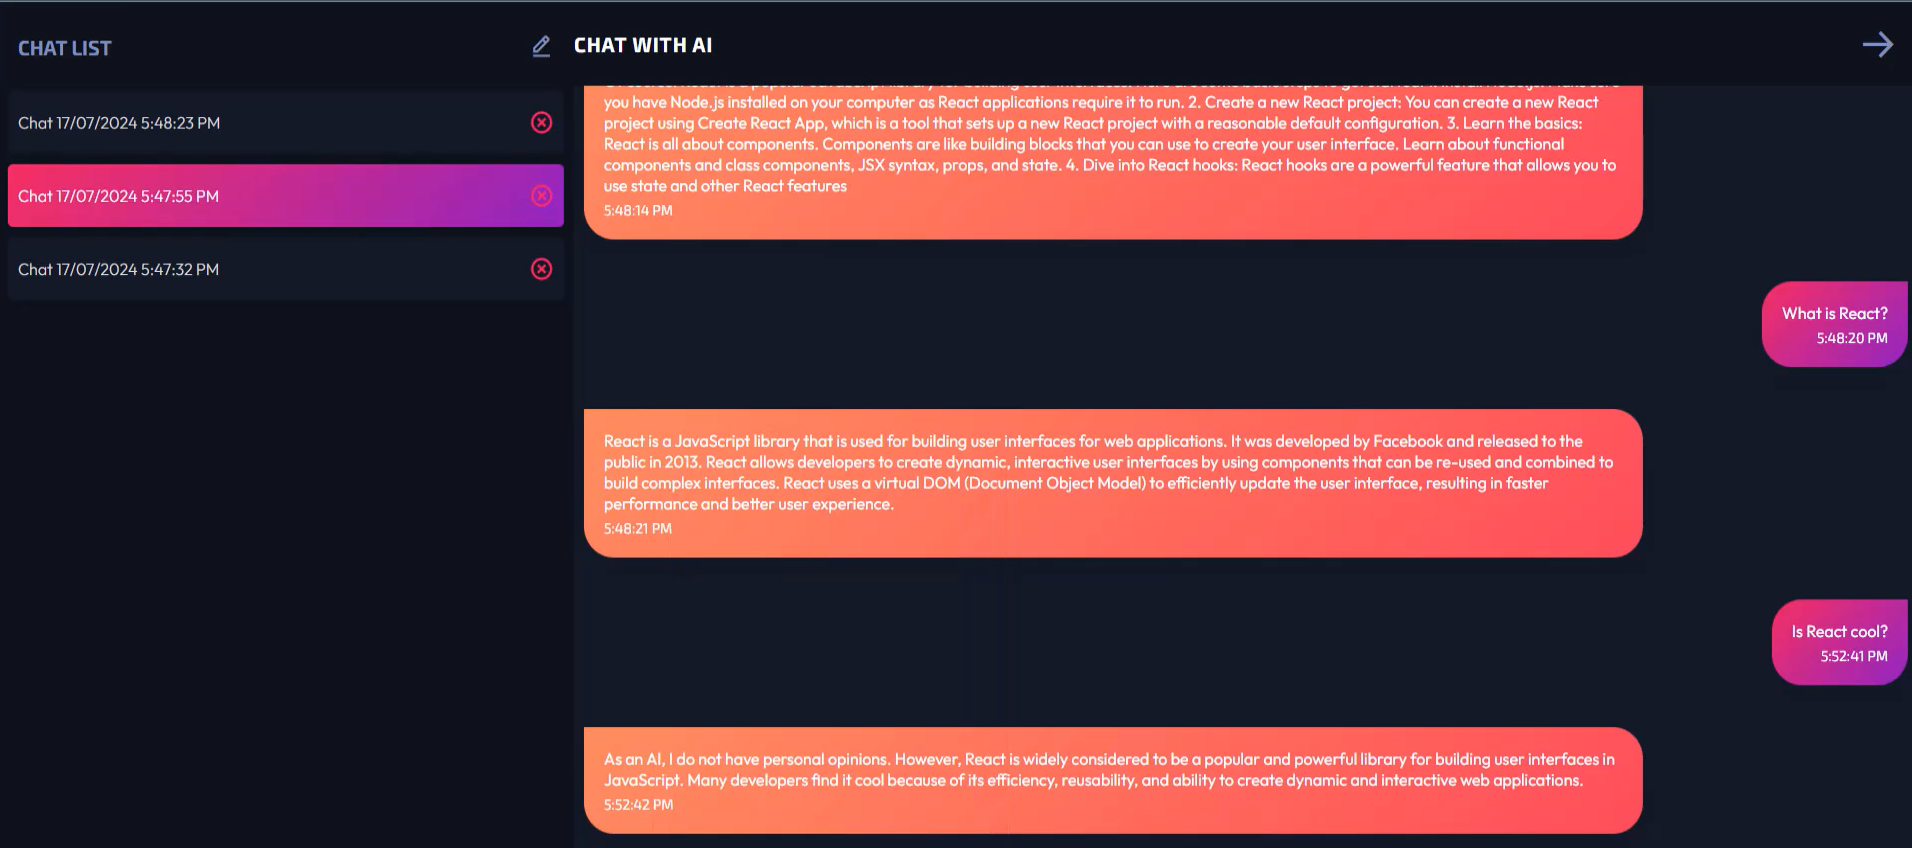 CHAT LIST
CHAT WITH AI
Chat 17/07/2024 5:48:23 PM
Chat 17/07/2024 5:47:55 PM
Chat 17/07/2024 5:47:32 PM
you have Node.js installed on your computer as React applications require it to run. 2. Create a new React project: You can create a new React
project using Create React App, which is a tool that sets up a new React project with a reasonable default configuration. 3. Learn the basics:
React is all about components. Components are like building blocks that you can use to create your user interface. Learn about functional
components and class components, JSX syntax, props, and state. 4. Dive into React hooks: React hooks are a powerful feature that allows you to
use state and other React features
5:48:14 PM
What is React?
5:48:20 PM
React is a JavaScript library that is used for building user interfaces for web applications. It was developed by Facebook and released to the
public in 2013. React allows developers to create dynamic, interactive user interfaces by using components that can be re-used and combined to
build complex interfaces. React uses a virtual DOM (Document Object Model) to efficiently update the user interface, resulting in faster
performance and better user experience.
5:48:21 PM
Is React cool?
5:52:41 PM
As an AI, I do not have personal opinions. However, React is widely considered to be a popular and powerful library for building user interfaces in
JavaScript. Many developers find it cool because of its efficiency, reusability, and ability to create dynamic and interactive web applications.
5:52:42 PM